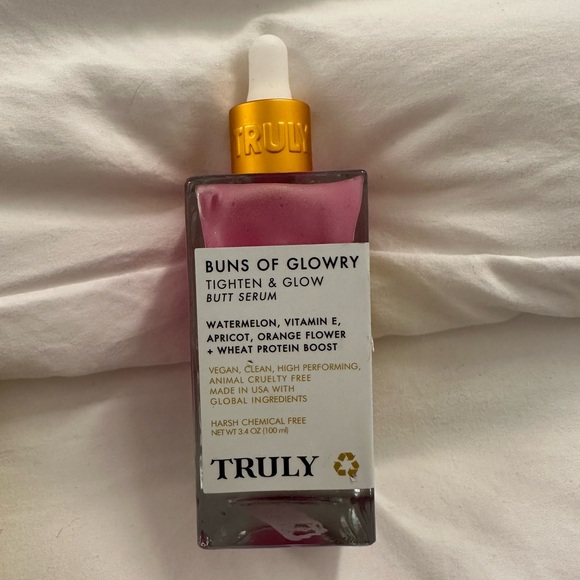 TRULY
BUNS OF GLOWRY
TIGHTEN & GLOW
BUTT SERUM
WATERMELON, VITAMIN E,
APRICOT, ORANGE FLOWER
+ WHEAT PROTEIN BOOST
VEGAN, CLEAN, HIGH PERFORMING,
ANIMAL CRUELTY FREE
MADE IN USA WITH
GLOBAL INGREDIENTS
HARSH CHEMICAL FREE
NET WT 3.4 OZ (100 ml)
TRULY